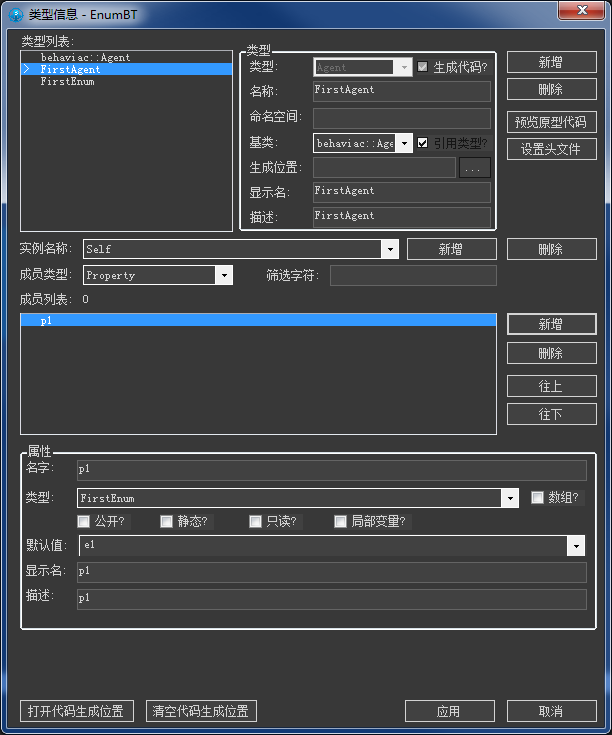 类型信息 - EnumBT
类型列表:
behaviac::Agent
> FirstAgent
FirstEnum
类型
类型: Agent 生成代码?
名称: FirstAgent
命名空间:
基类: behaviac::Age 引用类型?
生成位置: ...
显示名: FirstAgent
描述: FirstAgent
新增
删除
预览原型代码
设置头文件
实例名称: Self 新增 删除
成员类型: Property 筛选字符:
成员列表: 0
p1
新增
删除
往上
往下
属性
名字: p1
类型: FirstEnum 数组?
公开? 静态? 只读? 局部变量?
默认值: e1
显示名: p1
描述: p1
打开代码生成位置 清空代码生成位置 应用 取消